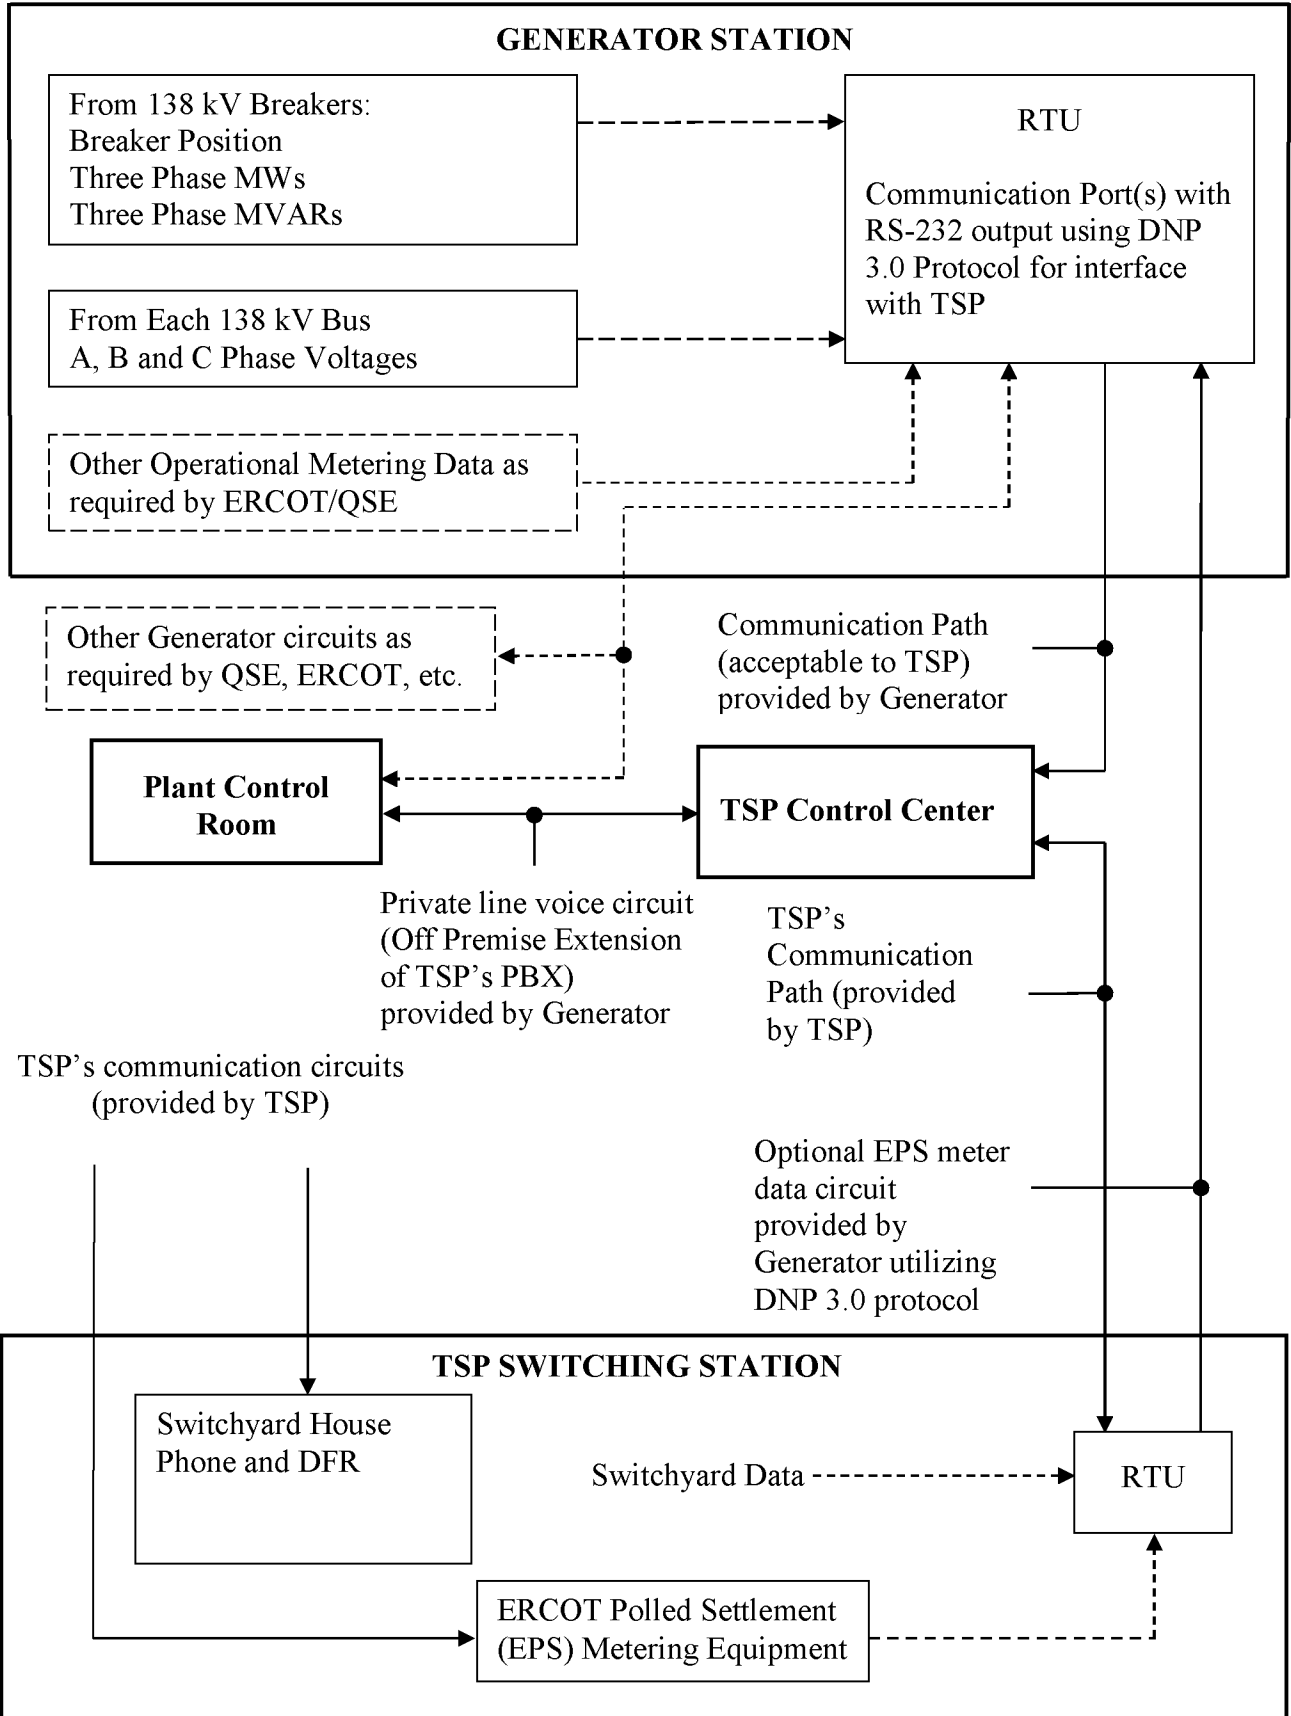 GENERATOR STATION
From 138 kV Breakers:
Breaker Position
Three Phase MWs
Three Phase MVARs
RTU
Communication Port(s) with
RS-232 output using DNP
3.0 Protocol for interface
with TSP
From Each 138 kV Bus
A, B and C Phase Voltages
Other Operational Metering Data as
required by ERCOT/QSE
Other Generator circuits as
required by QSE, ERCOT, etc.
Communication Path
(acceptable to TSP)
provided by Generator
Plant Control
Room
TSP Control Center
Private line voice circuit
(Off Premise Extension
of TSP's PBX)
provided by Generator
TSP's
Communication
Path (provided
by TSP)
TSP's communication circuits
(provided by TSP)
Optional EPS meter
data circuit
provided by
Generator utilizing
DNP 3.0 protocol
TSP SWITCHING STATION
Switchyard House
Phone and DFR
Switchyard Data
RTU
ERCOT Polled Settlement
(EPS) Metering Equipment